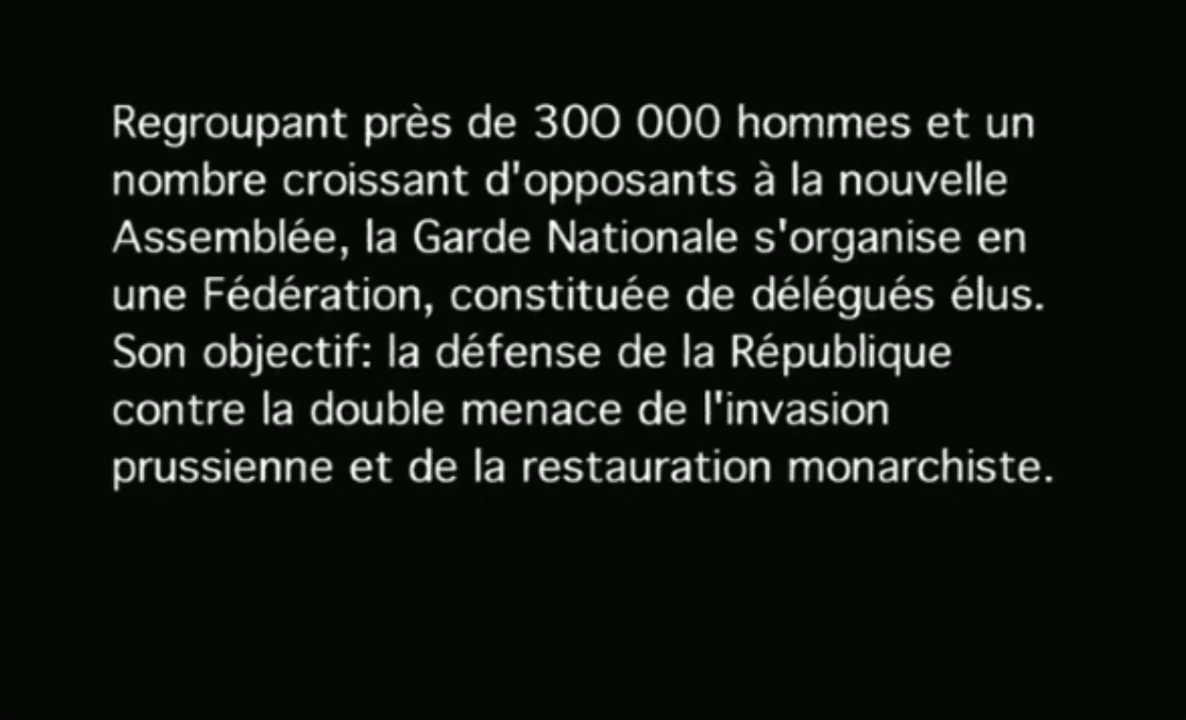 Regroupant près de 300 000 hommes et un
nombre croissant d'opposants à la nouvelle
Assemblée, la Garde Nationale s'organise en
une Fédération, constituée de délégués élus.
Son objectif: la défense de la République
contre la double menace de l'invasion
prussienne et de la restauration monarchiste.